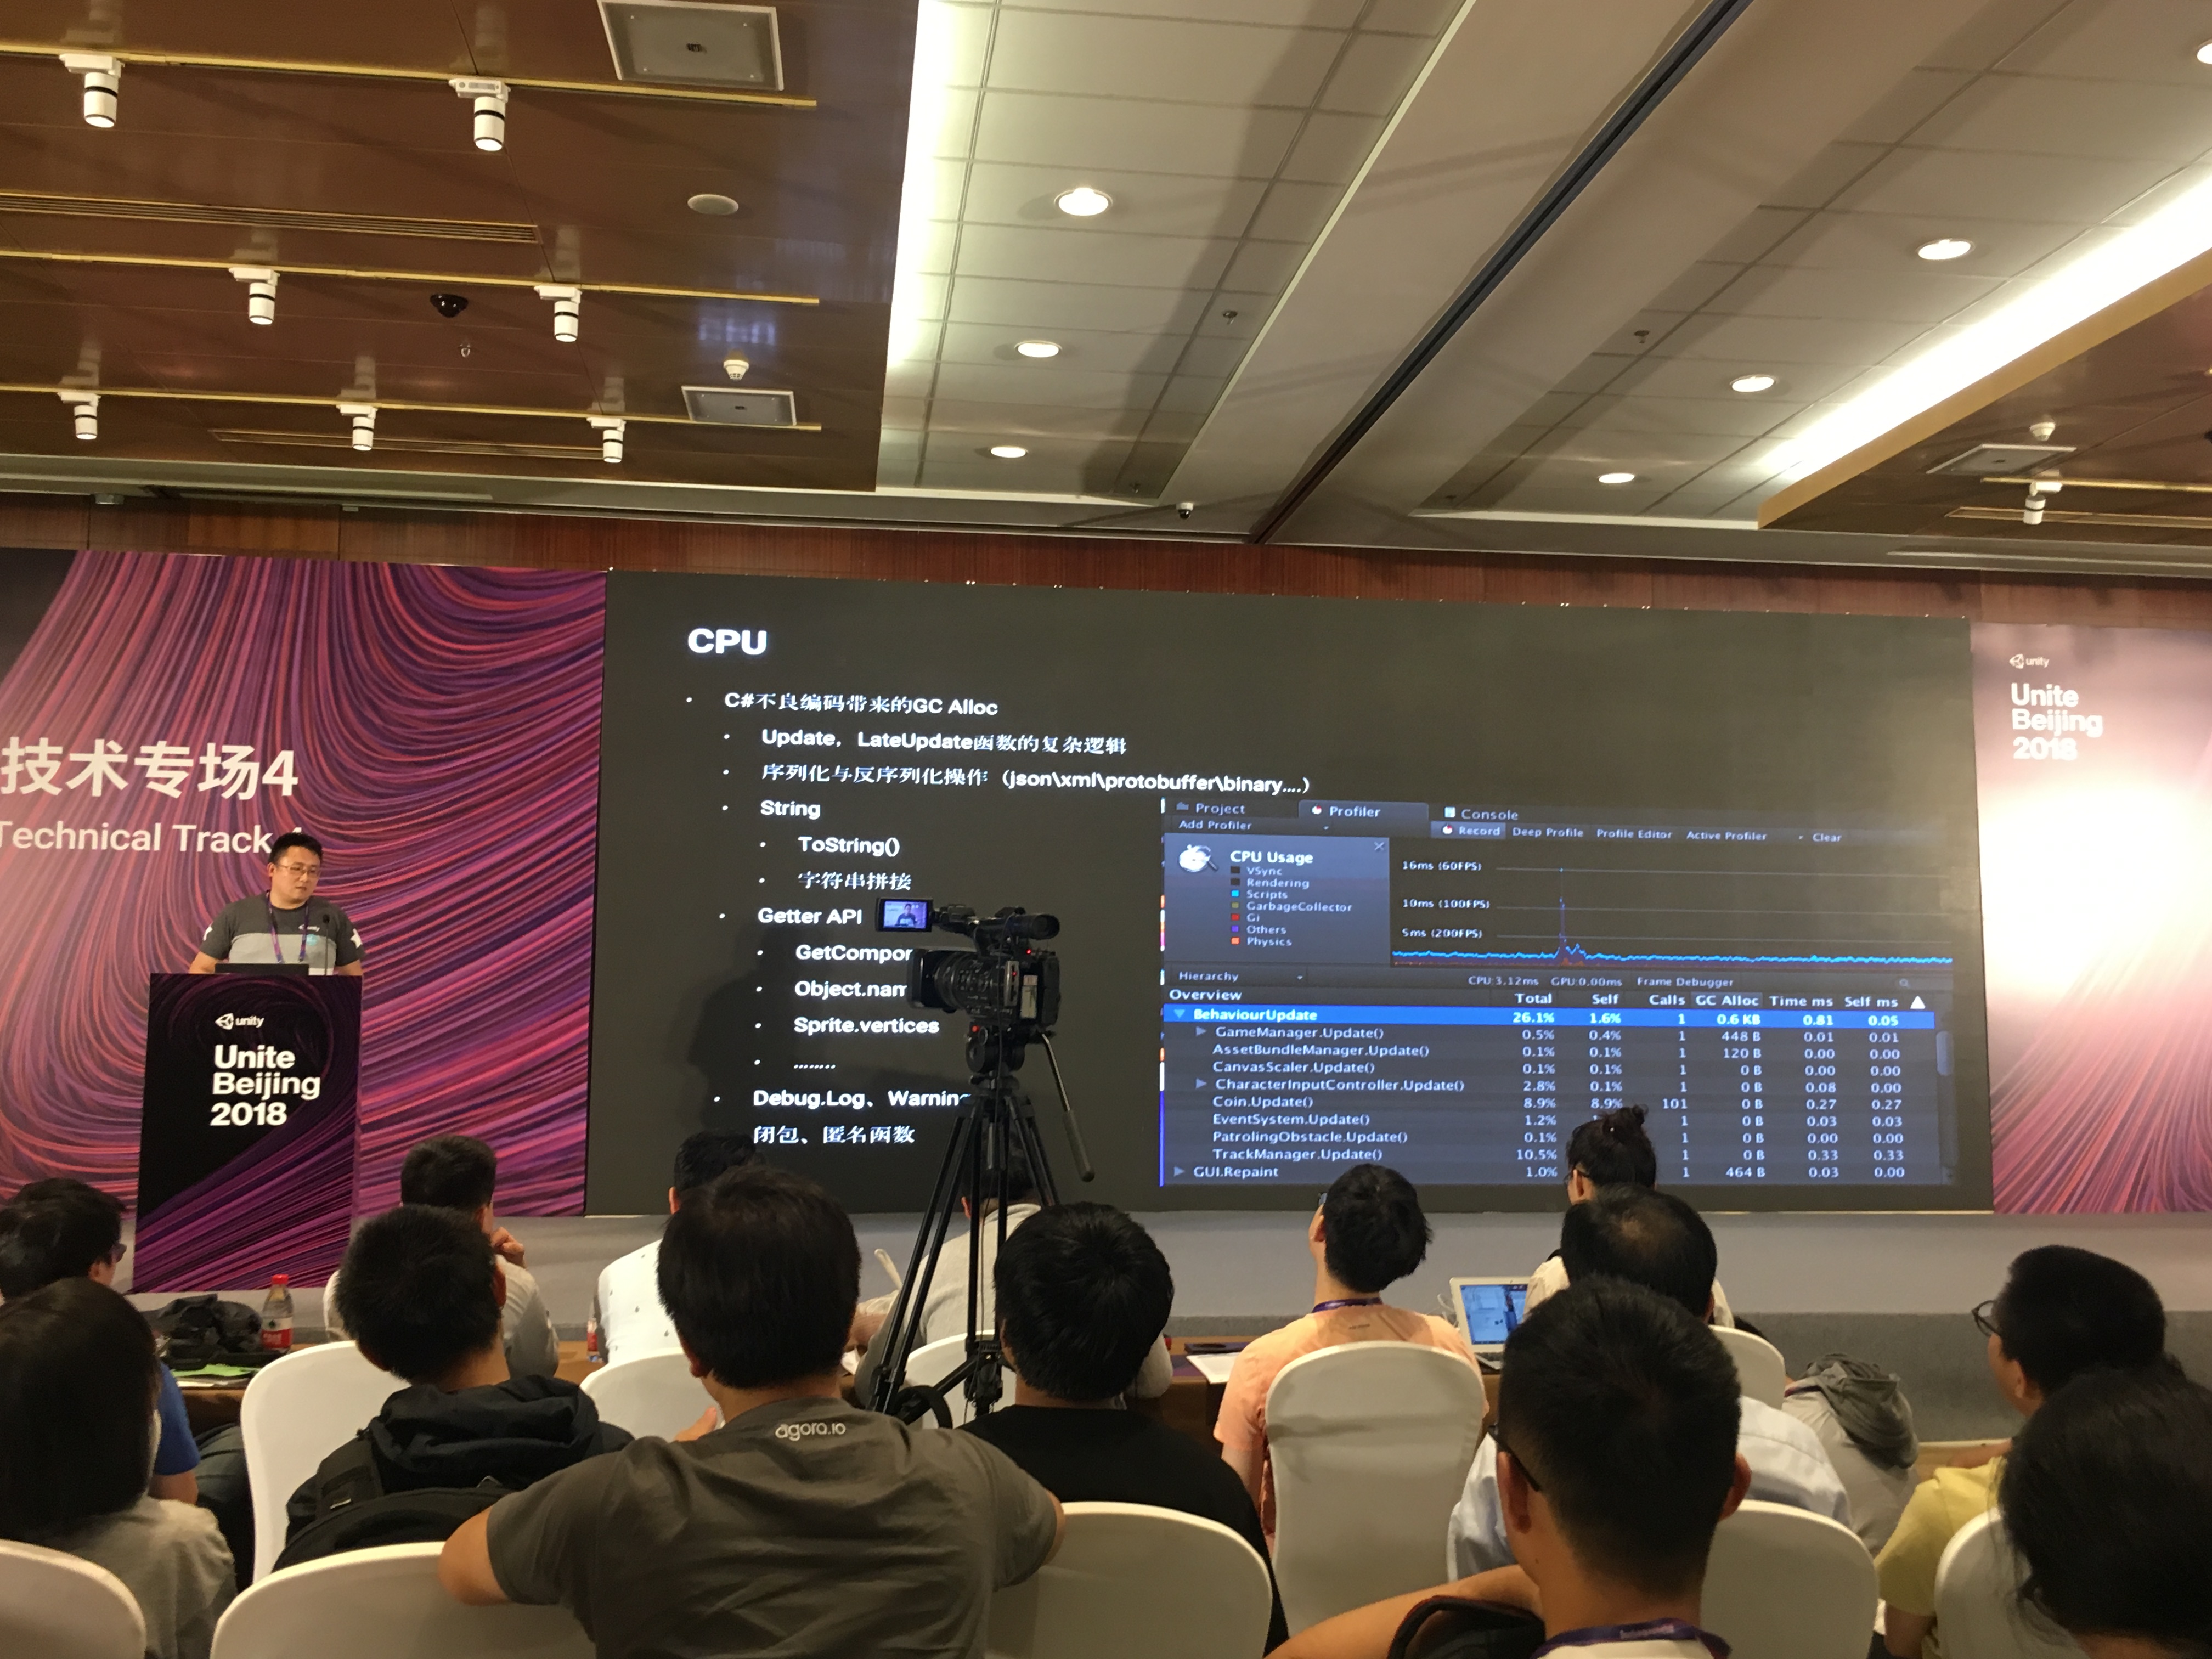 技术专场4
Technical Track
unity
Unite
Beijing
2018
CPU
• C#不良编码带来的GC Alloc
• Update，LateUpdate函数的复杂逻辑
• 序列化与反序列化操作（json\xml\protobuffer\binary....）
• String
• ToString()
• 字符串拼接
• Getter API
• GetCompor
• Object.nam
• Sprite.vertices
• ........
• Debug.Log、Warning
闭包、匿名函数
Project Profiler Console
Add Profiler Record Deep Profile Profile Editor Active Profiler Clear
CPU Usage
VSync
Rendering
Scripts
GarbageCollector
Gi
Others
Physics
16ms (60FPS)
10ms (100FPS)
5ms (200FPS)
Hierarchy CPU:3.12ms GPU:0.00ms Frame Debugger
Overview Total Self Calls GC Alloc Time ms Self ms
BehaviourUpdate 26.1% 1.6% 1 0.6 KB 0.81 0.05
GameManager.Update() 0.5% 0.4% 1 448 B 0.01 0.01
AssetBundleManager.Update() 0.1% 0.1% 1 120 B 0.00 0.00
CanvasScaler.Update() 0.1% 0.1% 1 0 B 0.00 0.00
CharacterInputController.Update() 2.8% 0.1% 1 0 B 0.08 0.00
Coin.Update() 8.9% 8.9% 101 0 B 0.27 0.27
EventSystem.Update() 1.2% 1 0 B 0.03 0.03
PatrolingObstacle.Update() 0.1% 1 0 B 0.00 0.00
TrackManager.Update() 10.5% 1 0 B 0.33 0.33
GUI.Repaint 1.0% 1 464 B 0.03 0.00
unity
Unite
Beijing
2018
agora.io